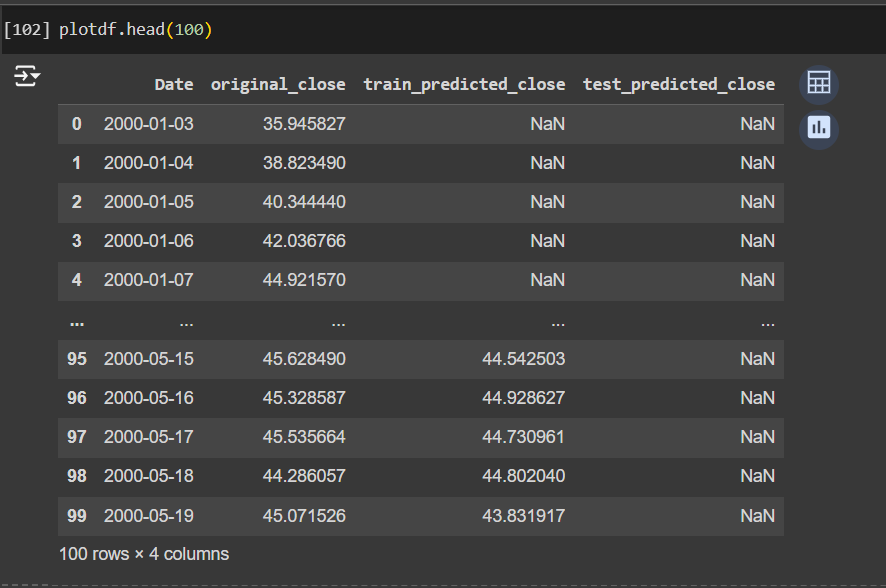 [102] plotdf.head(100)
Date original_close train_predicted_close test_predicted_close
0 2000-01-03 35.945827 NaN NaN
1 2000-01-04 38.823490 NaN NaN
2 2000-01-05 40.344440 NaN NaN
3 2000-01-06 42.036766 NaN NaN
4 2000-01-07 44.921570 NaN NaN
... ... ... ... ...
95 2000-05-15 45.628490 44.542503 NaN
96 2000-05-16 45.328587 44.928627 NaN
97 2000-05-17 45.535664 44.730961 NaN
98 2000-05-18 44.286057 44.802040 NaN
99 2000-05-19 45.071526 43.831917 NaN
100 rows × 4 columns